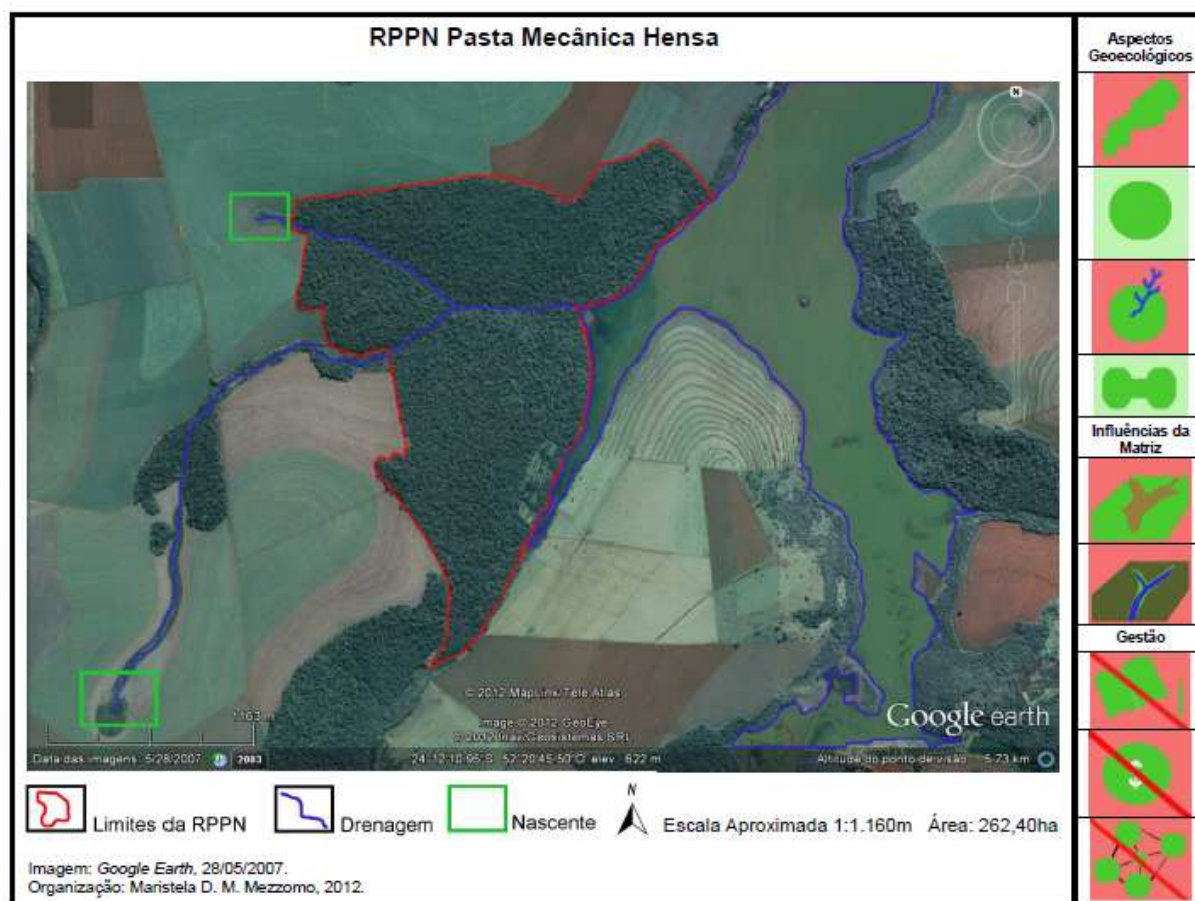 RPPN Pasta Mecânica Hensa
Aspectos
Geoecológicos
N
Influências da
Matriz
Gestão
© 2012 MapLink/Tele Atlas
Image © 2012 GeoEye
© 2012 Inav/Geosistemas SRL
Google earth
1163 m
Data das imagens: 5/28/2007
2003
24°12'10.96"S 52°20'45.50"O elev 622 m
Altitude do ponto de visão 5.73 km
Limites da RPPN
Drenagem
Nascente
N
Escala Aproximada 1:1.160m Área: 262,40ha
Imagem: Google Earth, 28/05/2007.
Organização: Maristela D. M. Mezzomo, 2012.